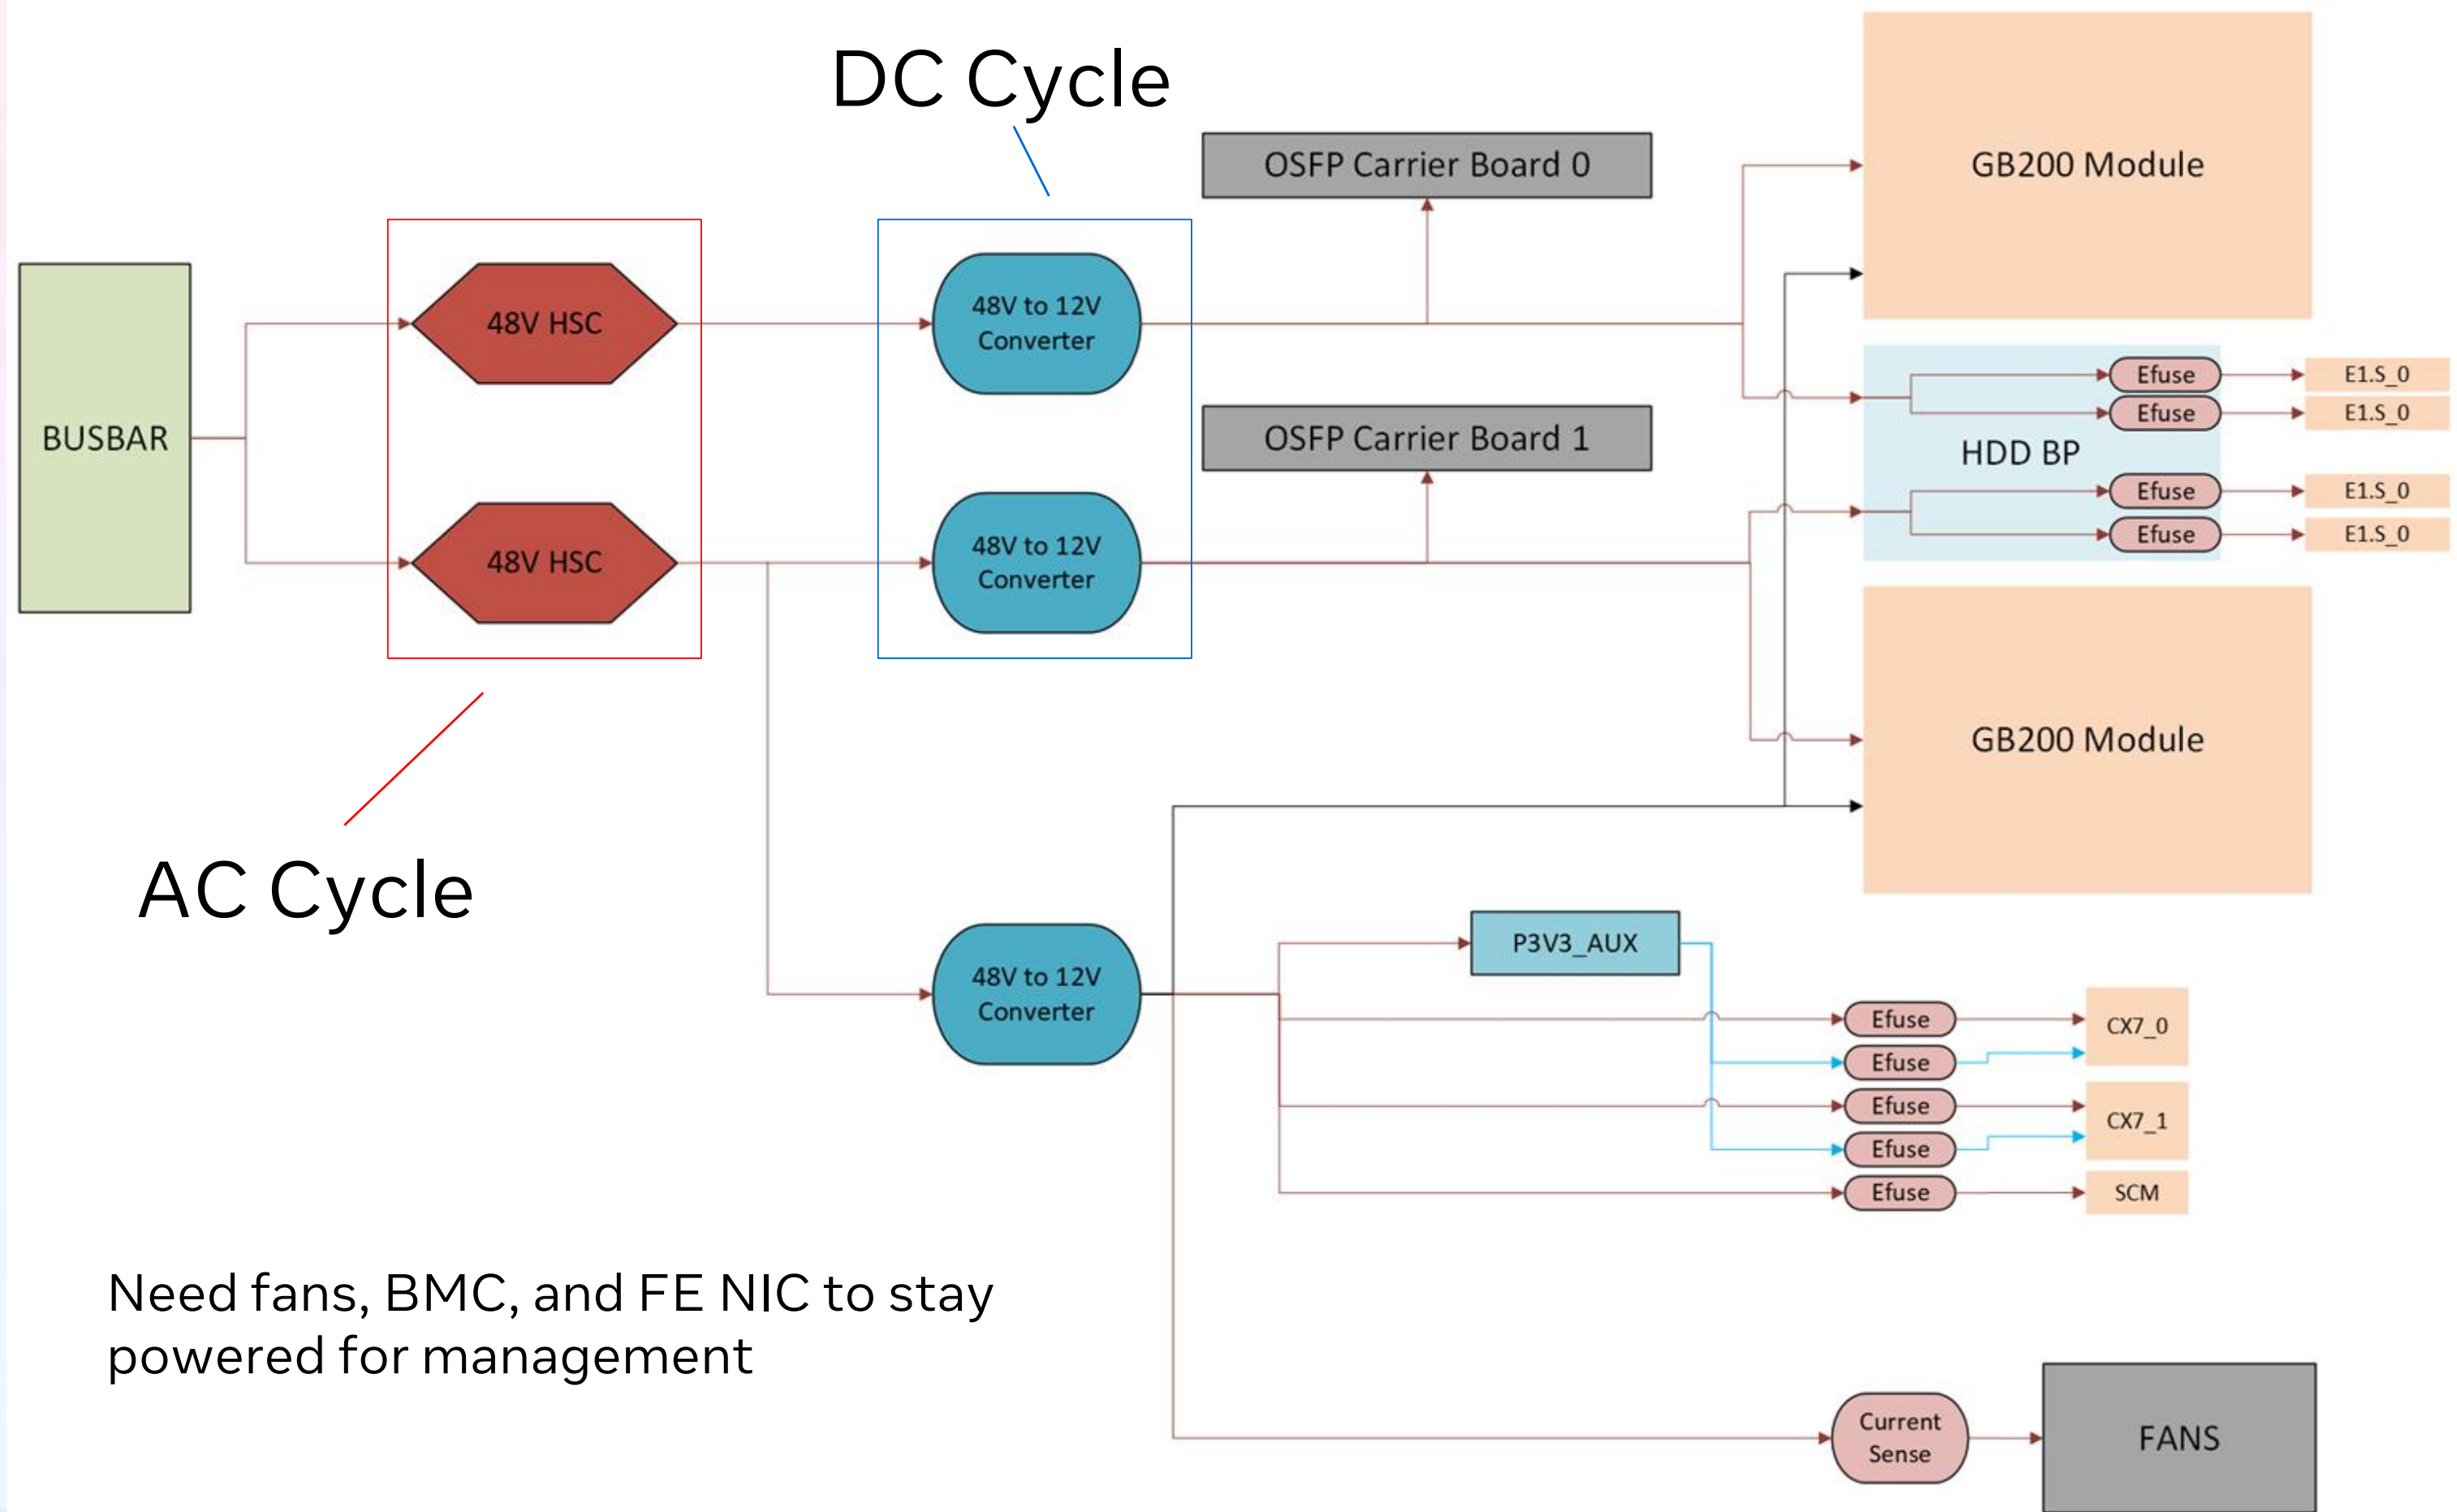 DC Cycle
OSFP Carrier Board 0
GB200 Module
48V HSC
48V to 12V
Converter
BUSBAR
OSFP Carrier Board 1
Efuse
E1.S_0
Efuse
E1.S_0
HDD BP
Efuse
E1.S_0
Efuse
E1.S_0
48V HSC
48V to 12V
Converter
GB200 Module
AC Cycle
48V to 12V
Converter
P3V3_AUX
Efuse
CX7_0
Efuse
Efuse
CX7_1
Efuse
Efuse
SCM
Need fans, BMC, and FE NIC to stay
powered for management
Current
Sense
FANS